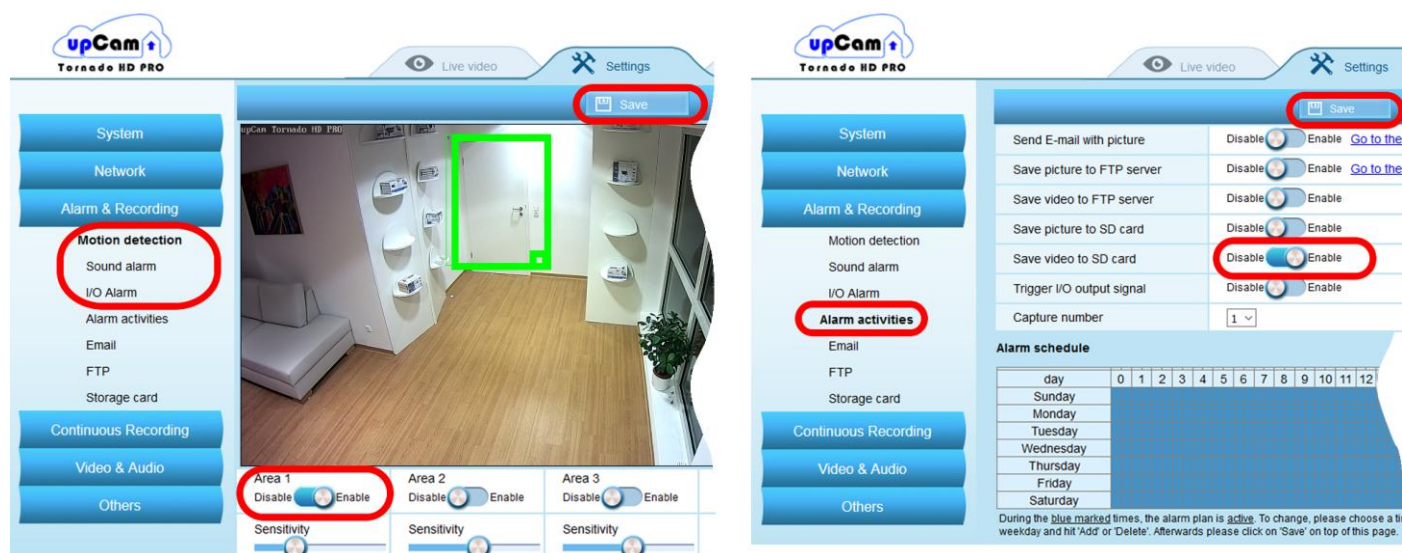 upCam
Tornado HD PRO
Live video
Settings
Save
System
Network
Alarm & Recording
Motion detection
Sound alarm
I/O Alarm
Alarm activities
Email
FTP
Storage card
Continuous Recording
Video & Audio
Others
upCam Tornado HD PRO
Area 1
Disable Enable
Area 2
Disable Enable
Area 3
Disable Enable
Sensitivity
Sensitivity
Sensitivity
upCam
Tornado HD PRO
Live video
Settings
Save
System
Network
Alarm & Recording
Motion detection
Sound alarm
I/O Alarm
Alarm activities
Email
FTP
Storage card
Continuous Recording
Video & Audio
Others
Send E-mail with picture Disable Enable Go to the
Save picture to FTP server Disable Enable Go to the
Save video to FTP server Disable Enable
Save picture to SD card Disable Enable
Save video to SD card Disable Enable
Trigger I/O output signal Disable Enable
Capture number 1
Alarm schedule
day 0 1 2 3 4 5 6 7 8 9 10 11 12
Sunday
Monday
Tuesday
Wednesday
Thursday
Friday
Saturday
During the blue marked times, the alarm plan is active. To change, please choose a ti
weekday and hit 'Add' or 'Delete'. Afterwards please click on 'Save' on top of this page.